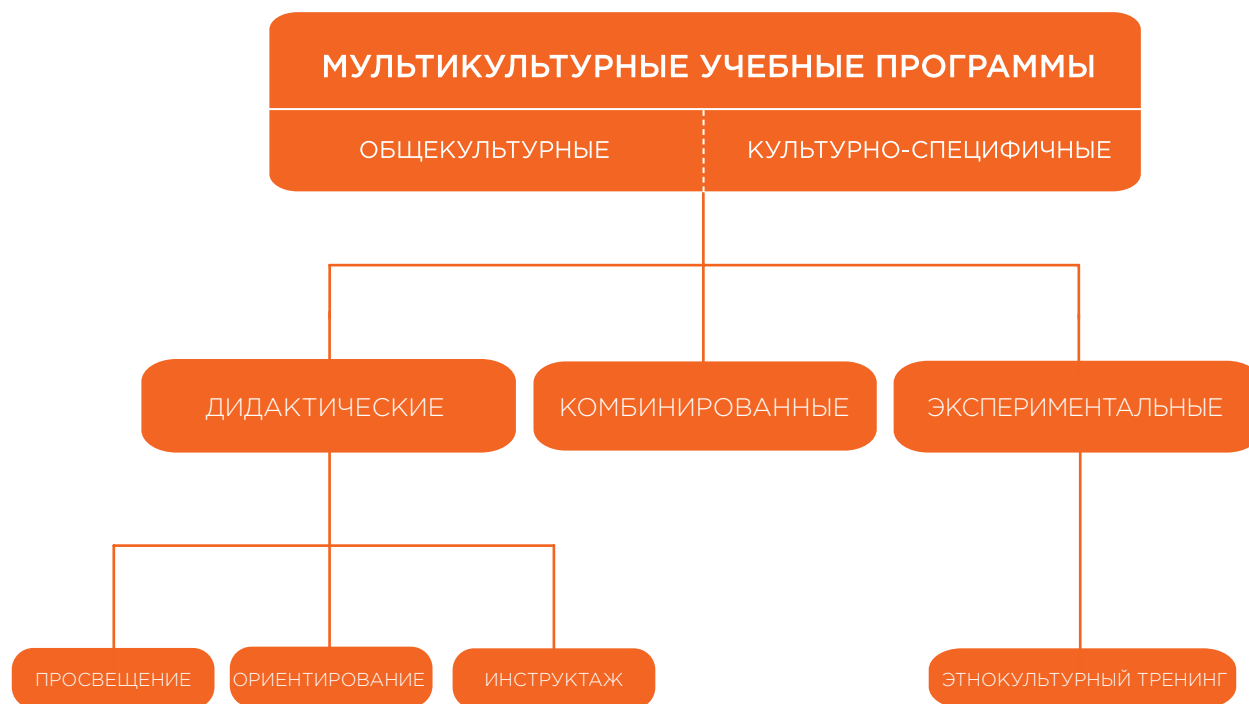 МУЛЬТИКУЛЬТУРНЫЕ УЧЕБНЫЕ ПРОГРАММЫ
ОБЩЕКУЛЬТУРНЫЕ
КУЛЬТУРНО-СПЕЦИФИЧНЫЕ
ДИДАКТИЧЕСКИЕ
КОМБИНИРОВАННЫЕ
ЭКСПЕРИМЕНТАЛЬНЫЕ
ПРОСВЕЩЕНИЕ
ОРИЕНТИРОВАНИЕ
ИНСТРУКТАЖ
ЭТНОКУЛЬТУРНЫЙ ТРЕНИНГ